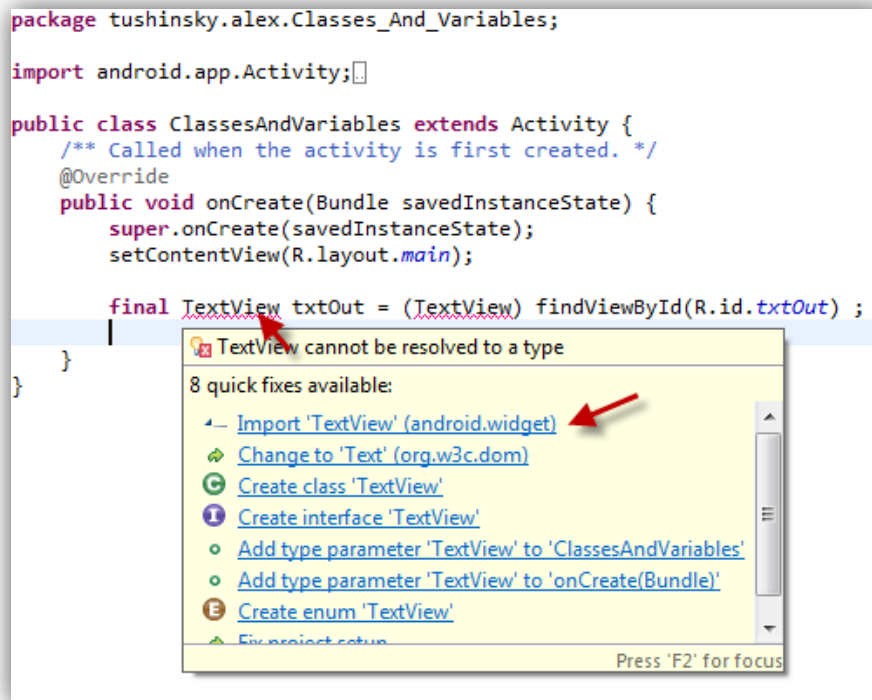 package tushinsky.alex.Classes_And_Variables;
import android.app.Activity;
public class ClassesAndVariables extends Activity {
/** Called when the activity is first created. */
@Override
public void onCreate(Bundle savedInstanceState) {
super.onCreate(savedInstanceState);
setContentView(R.layout.main);
final TextView txtOut = (TextView) findViewById(R.id.txtOut) ;
TextView cannot be resolved to a type
}
}
8 quick fixes available:
Import 'TextView' (android.widget)
Change to 'Text' (org.w3c.dom)
C Create class 'TextView'
I Create interface 'TextView'
Add type parameter 'TextView' to 'ClassesAndVariables'
Add type parameter 'TextView' to 'onCreate(Bundle)'
E Create enum 'TextView'
Fix project setup
Press 'F2' for focus